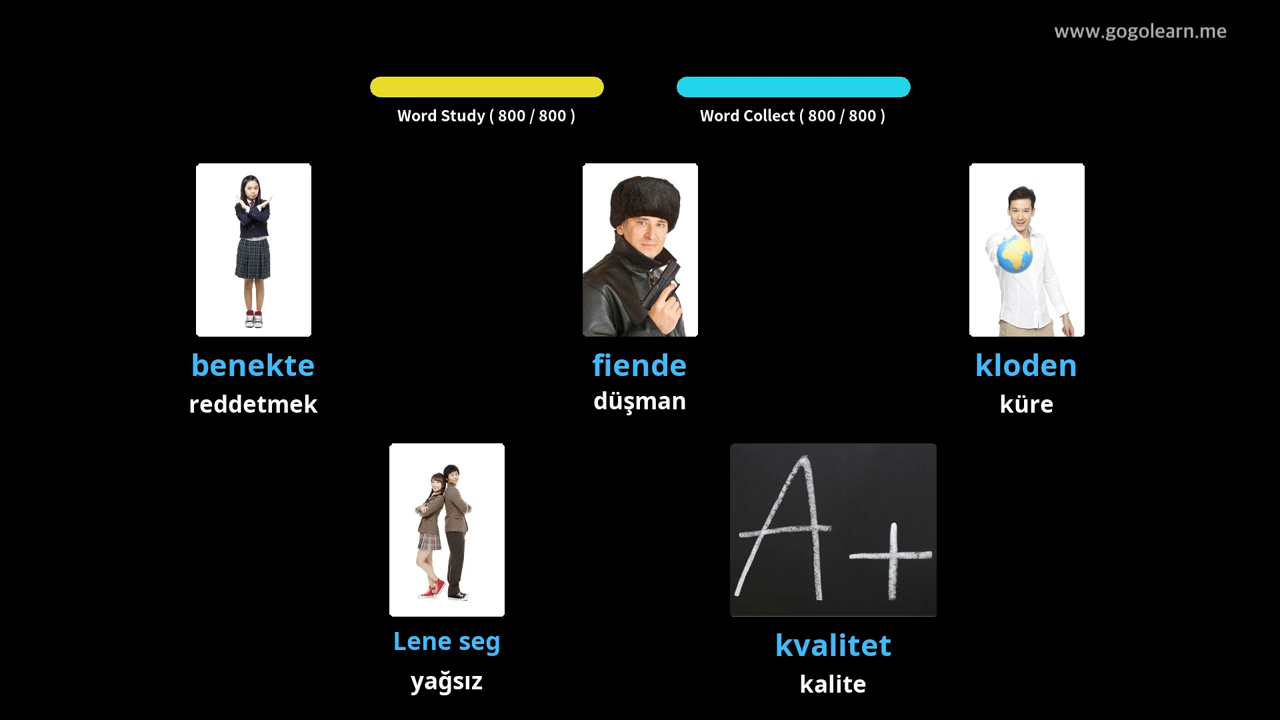 www.gogolearn.me
Word Study ( 800 / 800 )
Word Collect ( 800 / 800 )
benekte
reddetmek
fiende
düşman
kloden
küre
A+
Lene seg
yağsız
kvalitet
kalite